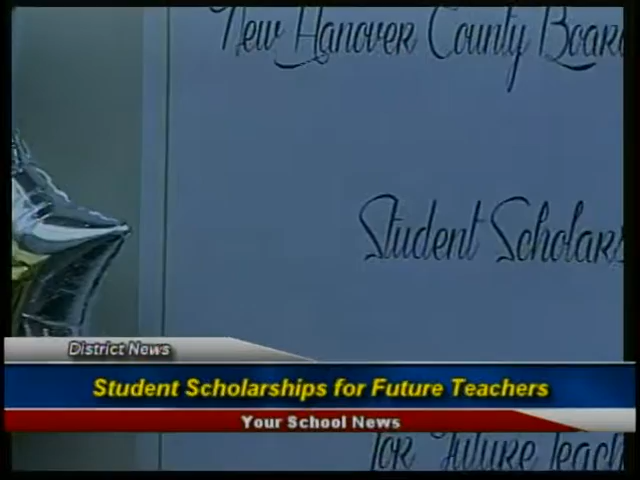 New Hanover County Boar
Student Scholars
District News
Student Scholarships for Future Teachers
Your School News
for Future Teach